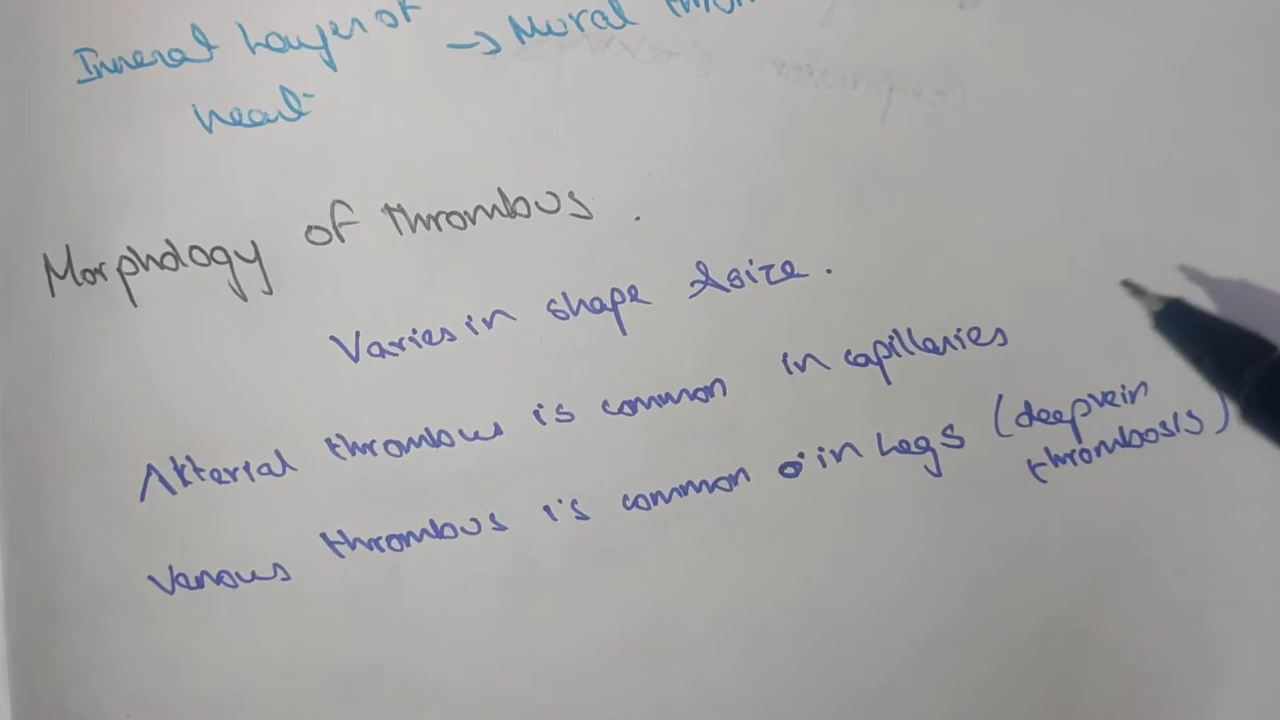 Inneral Layer of → Mural
heart
Morphology of thrombus.
Varies in shape & size.
Arterial thrombus is common in capillaries
Venous thrombus is common in Legs (deep vein
thrombosis)